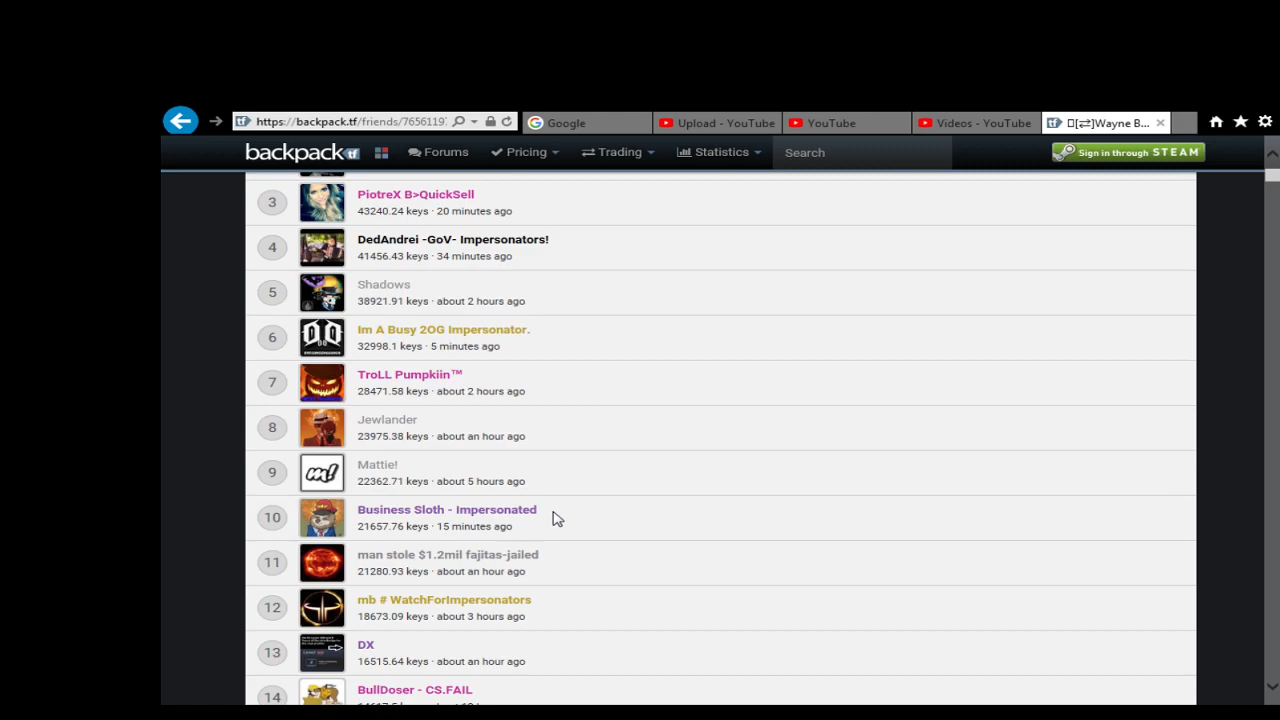 https://backpack.tf/friends/7656119
Google
Upload - YouTube
YouTube
Videos - YouTube
[⇄]Wayne B...
backpack.tf
Forums
Pricing
Trading
Statistics
Search
Sign in through STEAM
3
PiotreX B>QuickSell
43240.24 keys · 20 minutes ago
4
DedAndrei -GoV- Impersonators!
41456.43 keys · 34 minutes ago
5
Shadows
38921.91 keys · about 2 hours ago
6
Im A Busy 2OG Impersonator.
32998.1 keys · 5 minutes ago
7
TroLL Pumpkiin™
28471.58 keys · about 2 hours ago
8
Jewlander
23975.38 keys · about an hour ago
9
m!
Mattie!
22362.71 keys · about 5 hours ago
10
Business Sloth - Impersonated
21657.76 keys · 15 minutes ago
11
man stole $1.2mil fajitas-jailed
21280.93 keys · about an hour ago
12
mb # WatchForImpersonators
18673.09 keys · about 3 hours ago
13
DX
16515.64 keys · about an hour ago
14
BullDoser - CS.FAIL